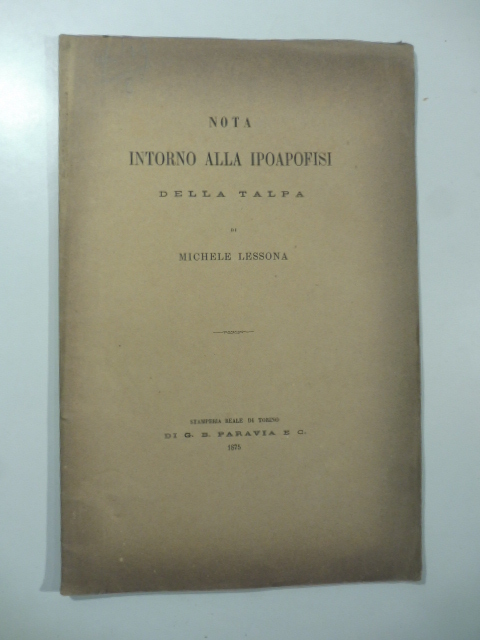 NOTA
INTORNO ALLA IPOAPOFISI
DELLA TALPA
DI
MICHELE LESSONA
STAMPERIA REALE DI TORINO
DI G. B. PARAVIA E C.
1875